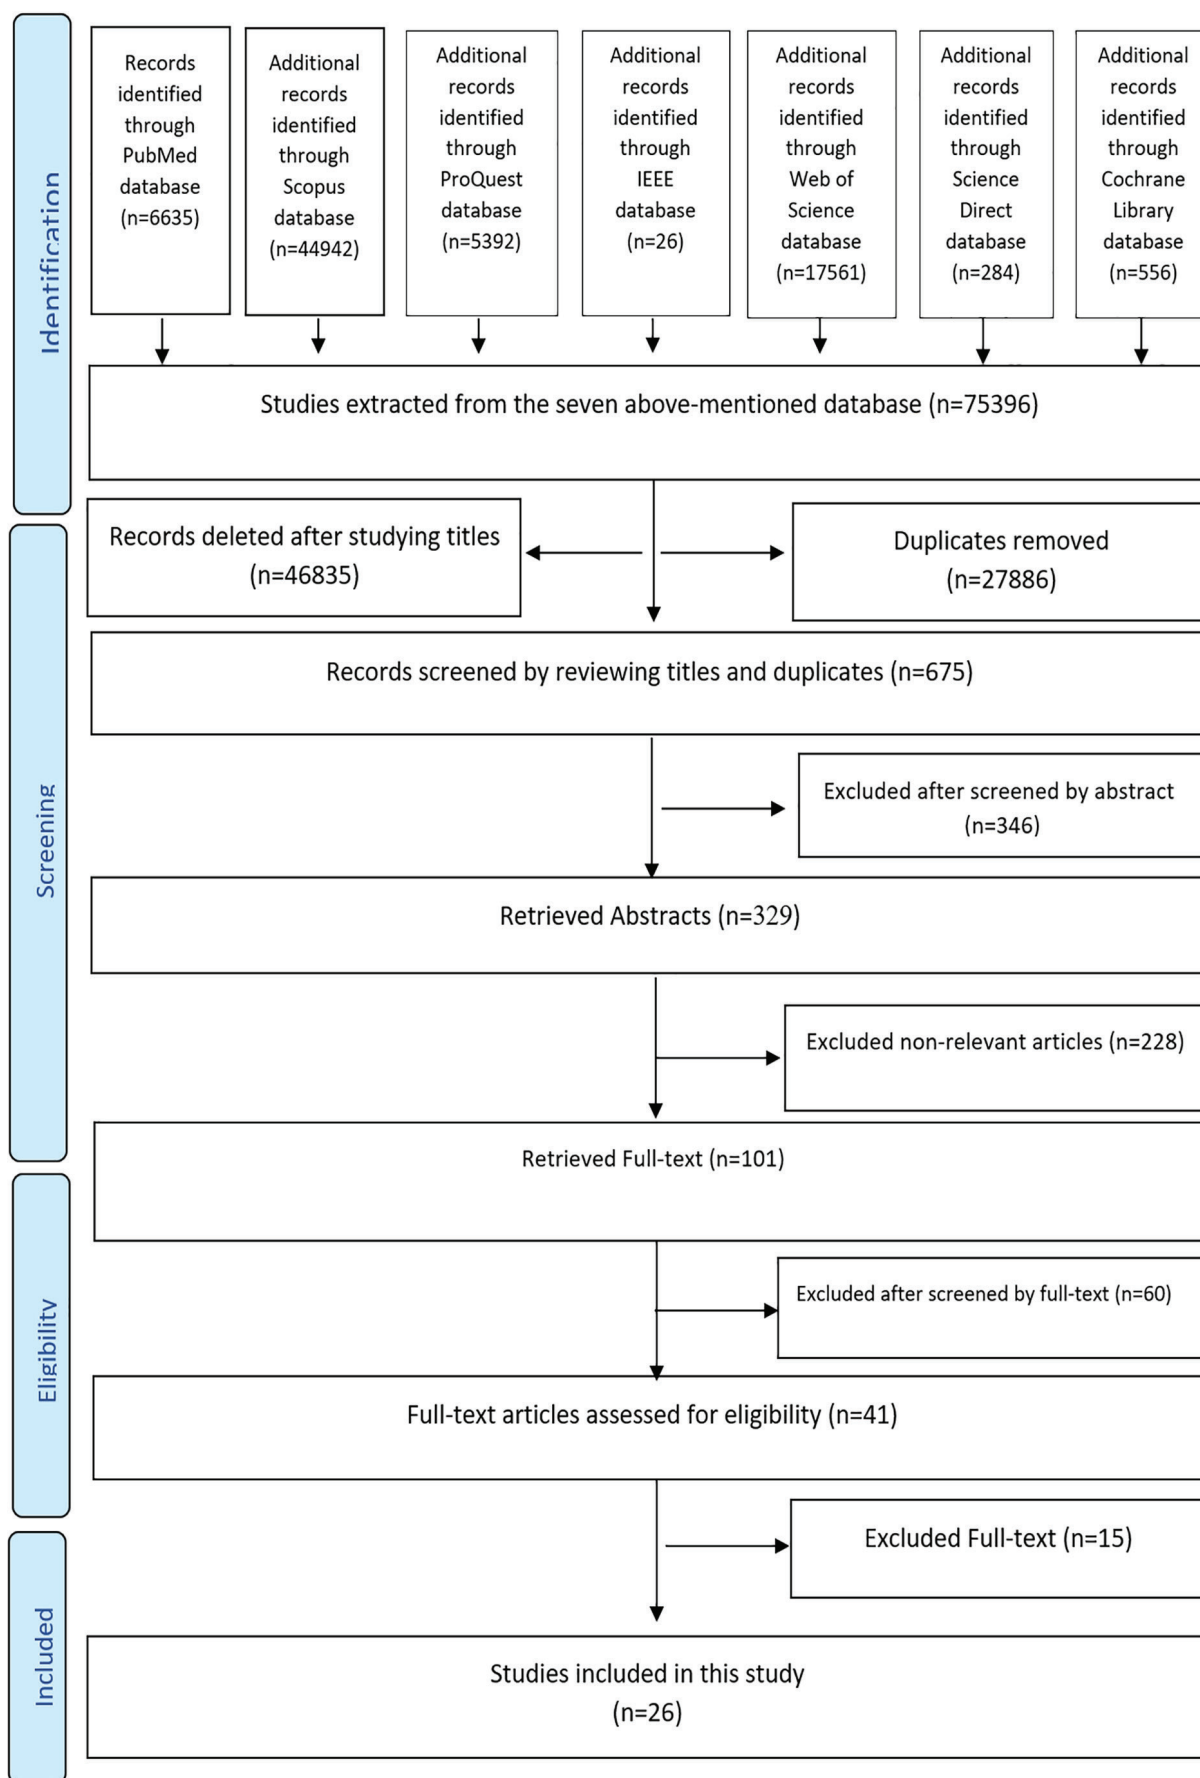 Identification
Records
identified
through
PubMed
database
(n=6635)
Additional
records
identified
through
Scopus
database
(n=44942)
Additional
records
identified
through
ProQuest
database
(n=5392)
Additional
records
identified
through
IEEE
database
(n=26)
Additional
records
identified
through
Web of
Science
database
(n=17561)
Additional
records
identified
through
Science
Direct
database
(n=284)
Additional
records
identified
through
Cochrane
Library
database
(n=556)
Studies extracted from the seven above-mentioned database (n=75396)
Screening
Records deleted after studying titles
(n=46835)
Duplicates removed
(n=27886)
Records screened by reviewing titles and duplicates (n=675)
Excluded after screened by abstract
(n=346)
Retrieved Abstracts (n=329)
Excluded non-relevant articles (n=228)
Retrieved Full-text (n=101)
Eligibility
Excluded after screened by full-text (n=60)
Full-text articles assessed for eligibility (n=41)
Excluded Full-text (n=15)
Included
Studies included in this study
(n=26)